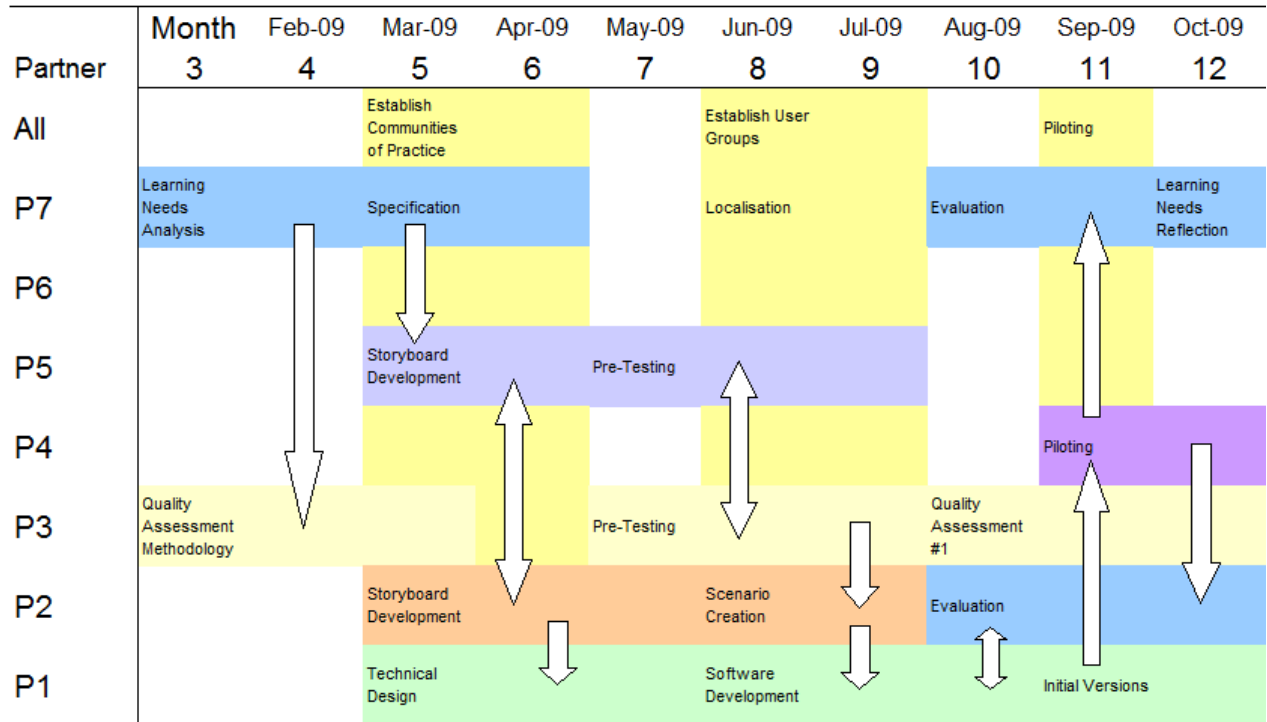 Month Feb-09 Mar-09 Apr-09 May-09 Jun-09 Jul-09 Aug-09 Sep-09 Oct-09
Partner 3 4 5 6 7 8 9 10 11 12
All
Establish
Communities
of Practice
Establish User
Groups
Piloting
P7
Learning
Needs
Analysis
Specification
Localisation
Evaluation
Learning
Needs
Reflection
P6
P5
Storyboard
Development
Pre-Testing
P4
Piloting
P3
Quality
Assessment
Methodology
Pre-Testing
Quality
Assessment
#1
P2
Storyboard
Development
Scenario
Creation
Evaluation
P1
Technical
Design
Software
Development
Initial Versions